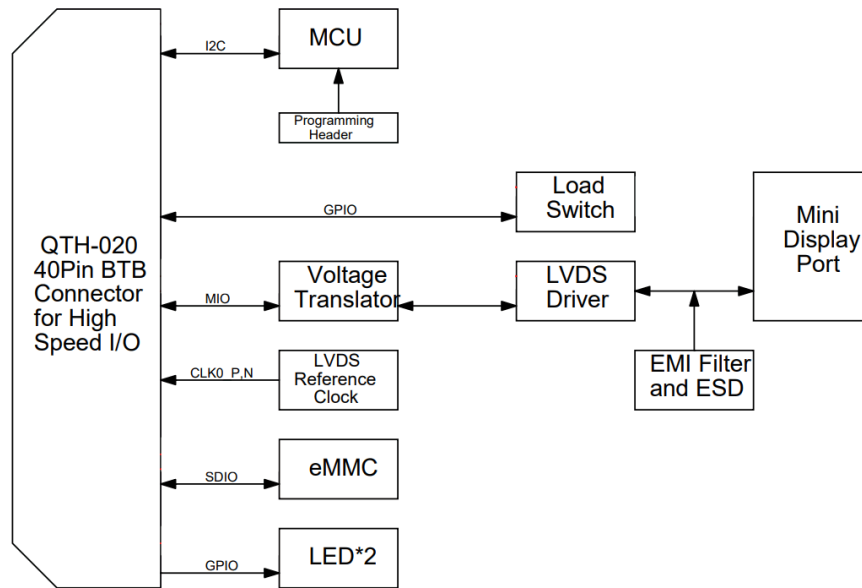 I2C
MCU
Programming
Header
GPIO
Load
Switch
Mini
Display
Port
QTH-020
40Pin BTB
Connector
for High
Speed I/O
MIO
Voltage
Translator
LVDS
Driver
EMI Filter
and ESD
CLK0_P,N
LVDS
Reference
Clock
SDIO
eMMC
GPIO
LED*2